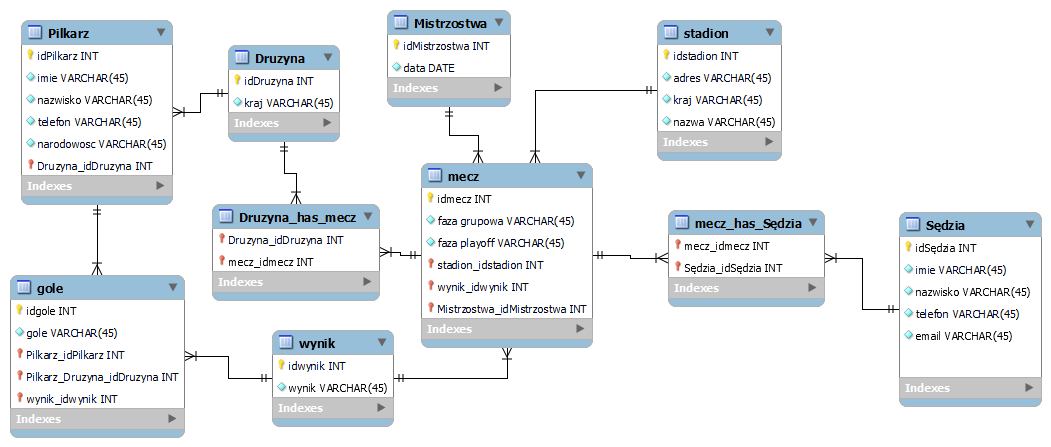 Pilkarz
idPilkarz INT
imie VARCHAR(45)
nazwisko VARCHAR(45)
telefon VARCHAR(45)
narodowosc VARCHAR(45)
Druzyna_idDruzyna INT
Indexes
Druzyna
idDruzyna INT
kraj VARCHAR(45)
Indexes
Mistrzostwa
idMistrzostwa INT
data DATE
Indexes
stadion
idstadion INT
adres VARCHAR(45)
kraj VARCHAR(45)
nazwa VARCHAR(45)
Indexes
Druzyna_has_mecz
Druzyna_idDruzyna INT
mecz_idmecz INT
Indexes
mecz
idmecz INT
faza grupowa VARCHAR(45)
faza playoff VARCHAR(45)
stadion_idstadion INT
wynik_idwynik INT
Mistrzostwa_idMistrzostwa INT
Indexes
mecz_has_Sędzia
mecz_idmecz INT
Sędzia_idSędzia INT
Indexes
Sędzia
idSędzia INT
imie VARCHAR(45)
nazwisko VARCHAR(45)
telefon VARCHAR(45)
email VARCHAR(45)
Indexes
gole
idgole INT
gole VARCHAR(45)
Pilkarz_idPilkarz INT
Pilkarz_Druzyna_idDruzyna INT
wynik_idwynik INT
Indexes
wynik
idwynik INT
wynik VARCHAR(45)
Indexes